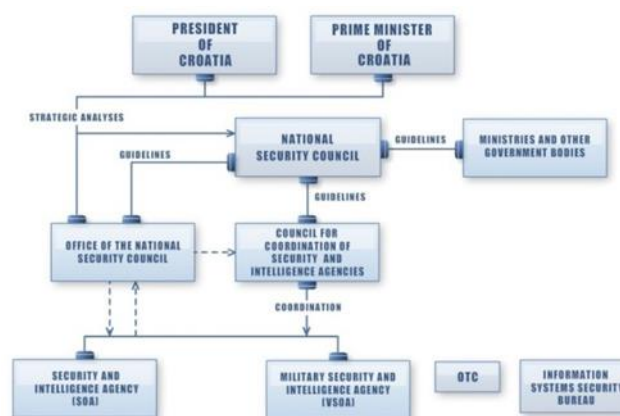 PRESIDENT
OF
CROATIA
PRIME MINISTER
OF
CROATIA
STRATEGIC ANALYSES
NATIONAL
SECURITY COUNCIL
GUIDELINES
MINISTRIES AND OTHER
GOVERNMENT BODIES
GUIDELINES
GUIDELINES
OFFICE OF THE NATIONAL
SECURITY COUNCIL
COUNCIL FOR
COORDINATION OF
SECURITY AND
INTELLIGENCE AGENCIES
COORDINATION
SECURITY AND
INTELLIGENCE AGENCY
(SOA)
MILITARY SECURITY AND
INTELLIGENCE AGENCY
(VSOA)
OTC
INFORMATION
SYSTEMS SECURITY
BUREAU